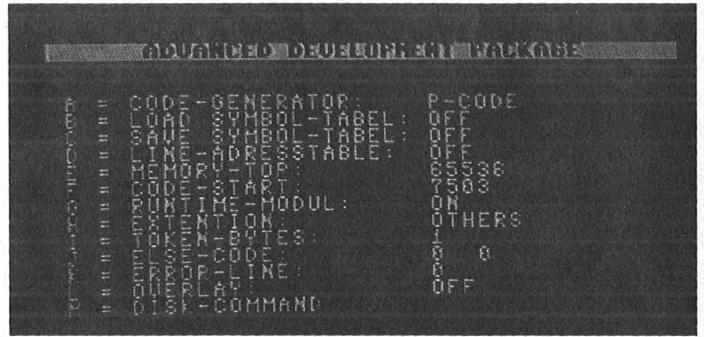 ADVANCED DEVELOPMENT PACKAGE
A = CODE-GENERATOR: P-CODE
B = LOAD SYMBOL-TABEL: OFF
C = SAVE SYMBOL-TABEL: OFF
D = LINE-ADRESSTABLE: OFF
E = MEMORY-TOP: 65536
F = CODE-START: 7583
G = RUNTIME-MODUL: ON
H = EXTENTION: OTHERS
I = TOKEN-BYTES: 1
J = ELSE-CODE: 0 0
K = ERROR-LINE: 0
L = OVERLAY: OFF
P = DISK-COMMAND